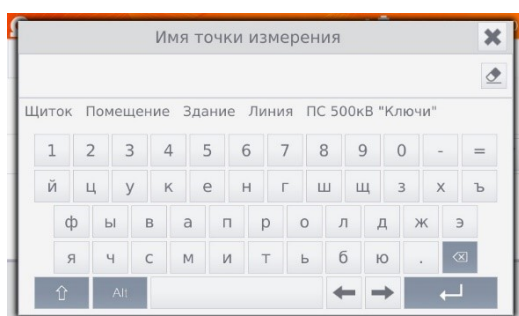 Имя точки измерения
Щиток Помещение Здание Линия ПС 500кВ "Ключи"
1 2 3 4 5 6 7 8 9 0 - =
й ц у к е н г ш щ з х ъ
ф ы в а п р о л д ж э
я ч с м и т ь б ю .
Alt